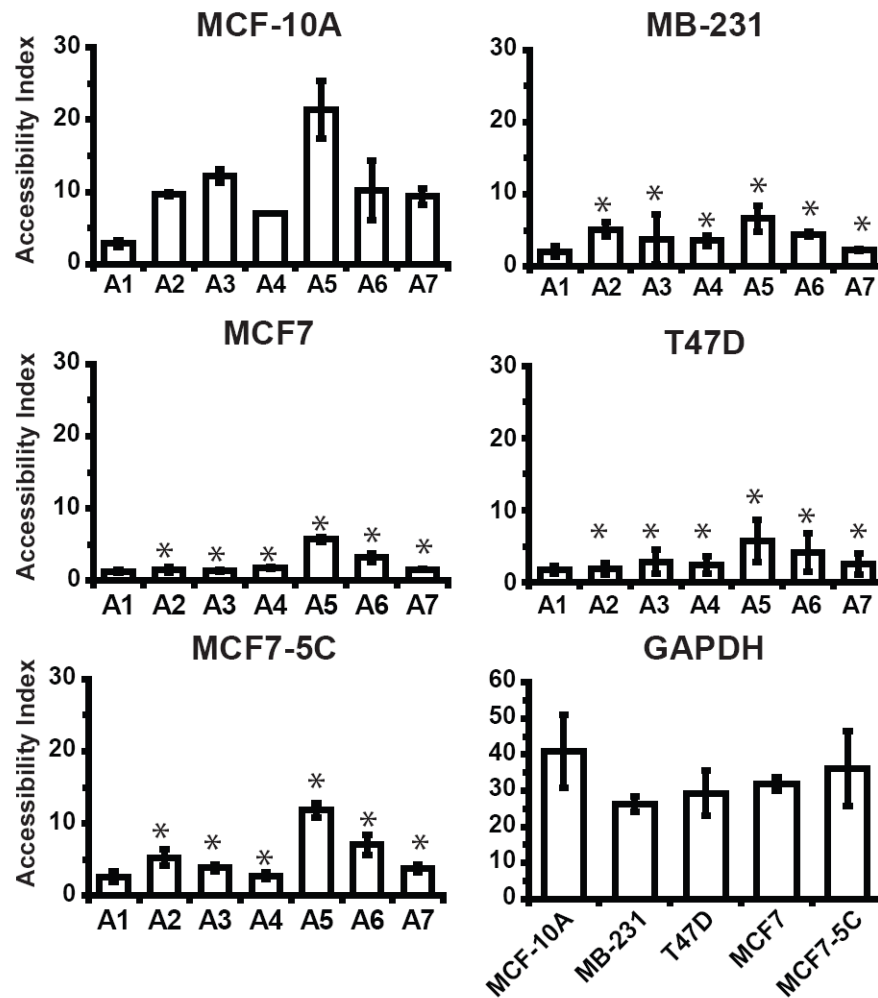 MCF-10A
Accessibility Index
30
20
10
0
A1 A2 A3 A4 A5 A6 A7
MB-231
30
20
10
0
* * * * * *
A1 A2 A3 A4 A5 A6 A7
MCF7
Accessibility Index
30
20
10
0
* * * * * *
A1 A2 A3 A4 A5 A6 A7
T47D
30
20
10
0
* * * * * *
A1 A2 A3 A4 A5 A6 A7
MCF7-5C
Accessibility Index
30
20
10
0
* * * * * *
A1 A2 A3 A4 A5 A6 A7
GAPDH
60
50
40
30
20
10
0
MCF-10A MB-231 T47D MCF7 MCF7-5C